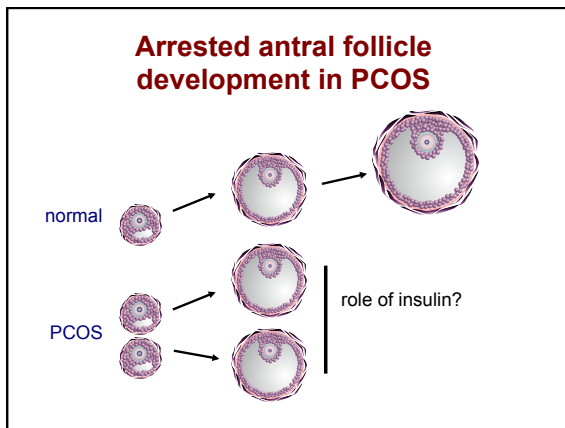 Arrested antral follicle
development in PCOS
normal
PCOS
role of insulin?